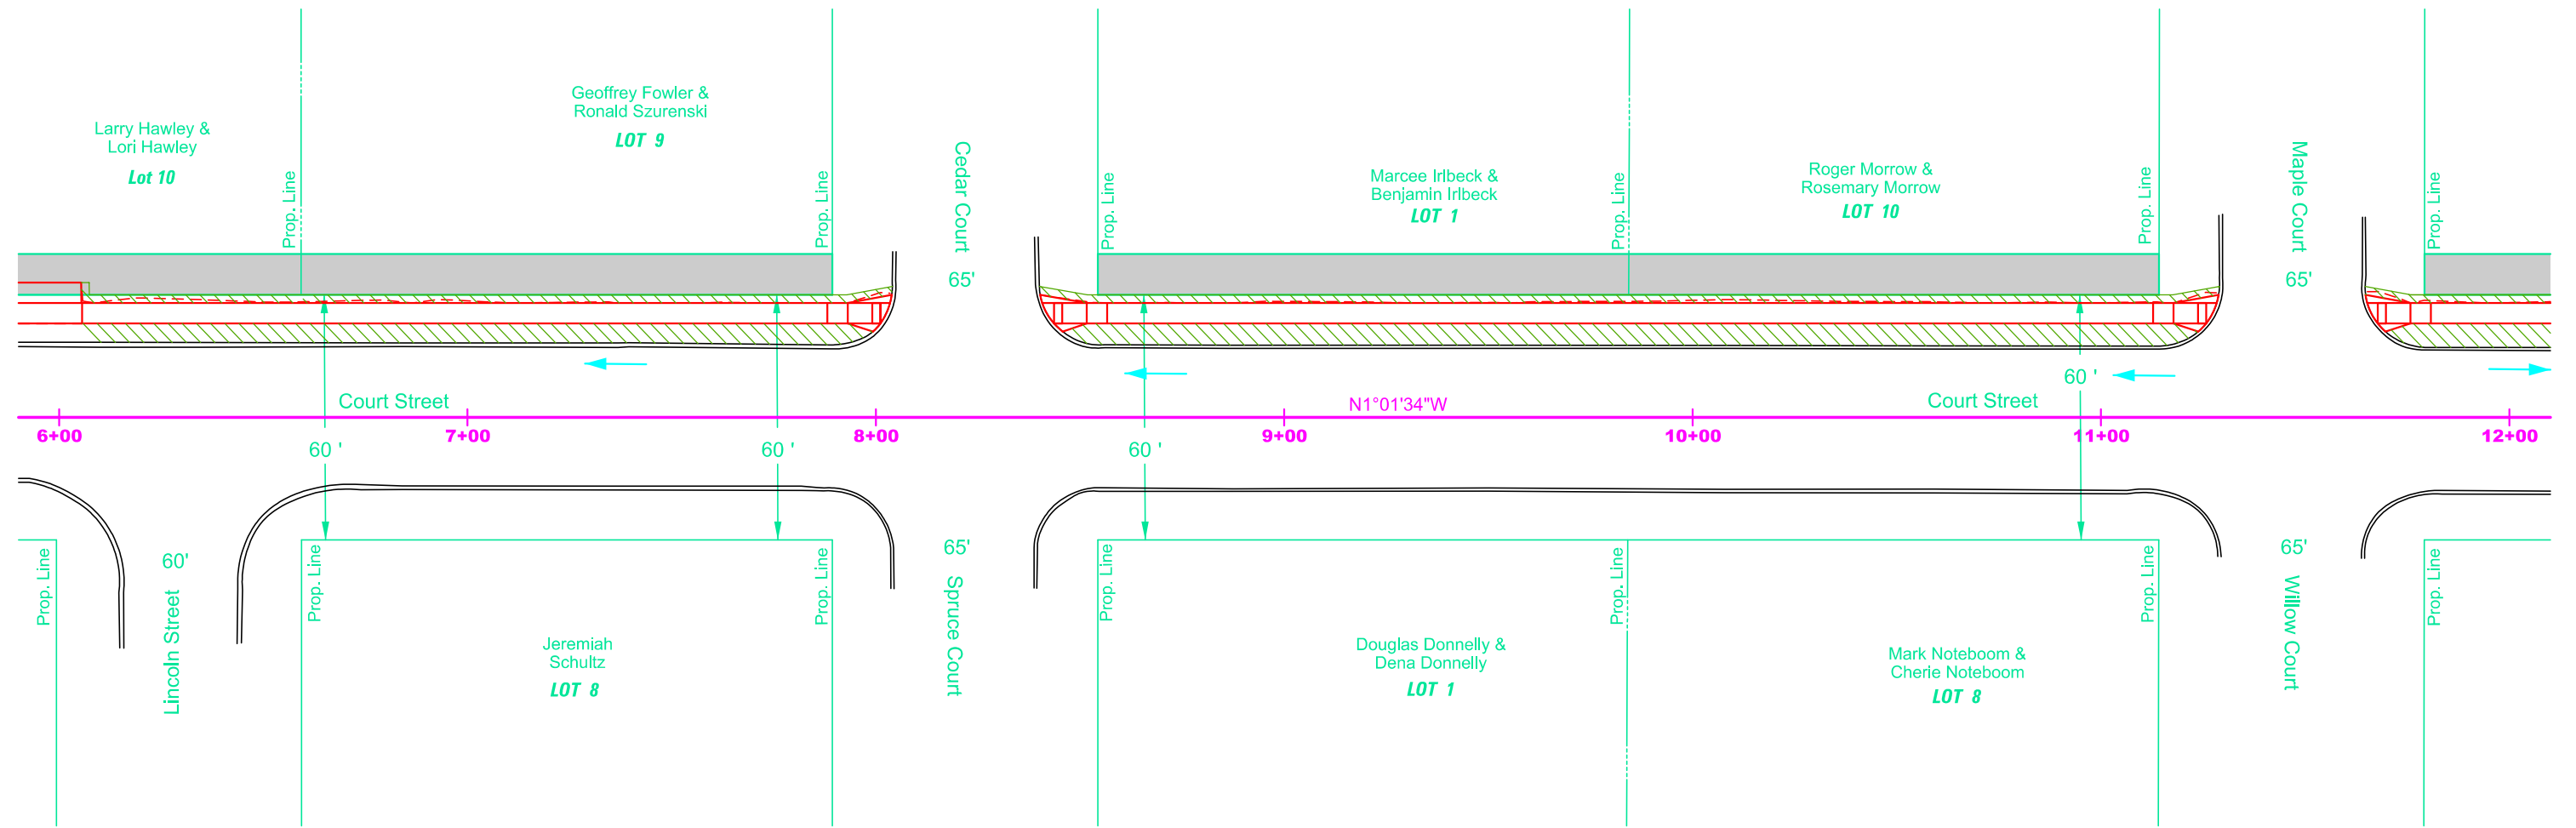 Geoffrey Fowler &
Ronald Szurenski
LOT 9
Larry Hawley &
Lori Hawley
Lot 10
Marcee Irlbeck &
Benjamin Irlbeck
LOT 1
Roger Morrow &
Rosemary Morrow
LOT 10
Prop. Line
Prop. Line
Cedar Court
65'
Prop. Line
Prop. Line
Prop. Line
Maple Court
65'
Prop. Line
Court Street
N1°01'34"W
60 '
Court Street
6+00
7+00
8+00
9+00
10+00
11+00
12+00
60 '
60 '
60 '
Prop. Line
60'
Lincoln Street
Prop. Line
Prop. Line
65'
Spruce Court
Prop. Line
Prop. Line
Prop. Line
65'
Willow Court
Prop. Line
Jeremiah
Schultz
LOT 8
Douglas Donnelly &
Dena Donnelly
LOT 1
Mark Noteboom &
Cherie Noteboom
LOT 8